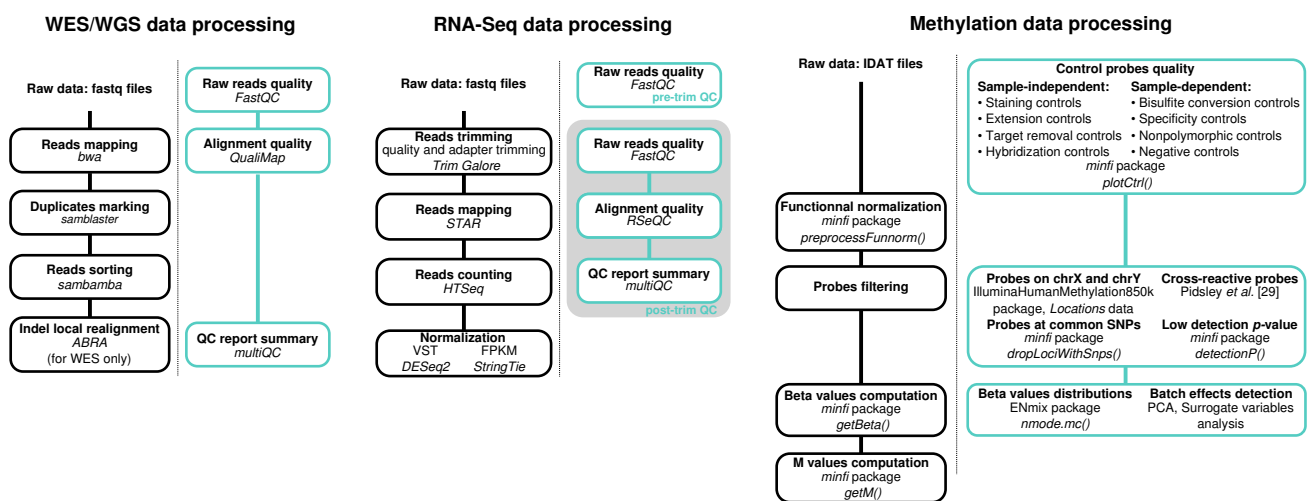 WES/WGS data processing
Raw data: fastq files
Reads mapping
bwa
Duplicates marking
samblaster
Reads sorting
sambamba
Indel local realignment
ABRA
(for WES only)
Raw reads quality
FastQC
Alignment quality
QualiMap
QC report summary
multiQC
RNA-Seq data processing
Raw data: fastq files
Reads trimming
quality and adapter trimming
Trim Galore
Reads mapping
STAR
Reads counting
HTSeq
Normalization
VST FPKM
DESeq2 StringTie
Raw reads quality
FastQC
pre-trim QC
Raw reads quality
FastQC
Alignment quality
RSeQC
QC report summary
multiQC
post-trim QC
Methylation data processing
Raw data: IDAT files
Functionnal normalization
minfi package
preprocessFunnorm()
Probes filtering
Beta values computation
minfi package
getBeta()
M values computation
minfi package
getM()
Control probes quality
Sample-independent:
• Staining controls
• Extension controls
• Target removal controls
• Hybridization controls
Sample-dependent:
• Bisulfite conversion controls
• Specificity controls
• Nonpolymorphic controls
• Negative controls
minfi package
plotCtrl()
Probes on chrX and chrY
IlluminaHumanMethylation850k
package, Locations data
Cross-reactive probes
Pidsley et al. [29]
Probes at common SNPs
minfi package
dropLociWithSnps()
Low detection p-value
minfi package
detectionP()
Beta values distributions
ENmix package
nmode.mc()
Batch effects detection
PCA, Surrogate variables
analysis